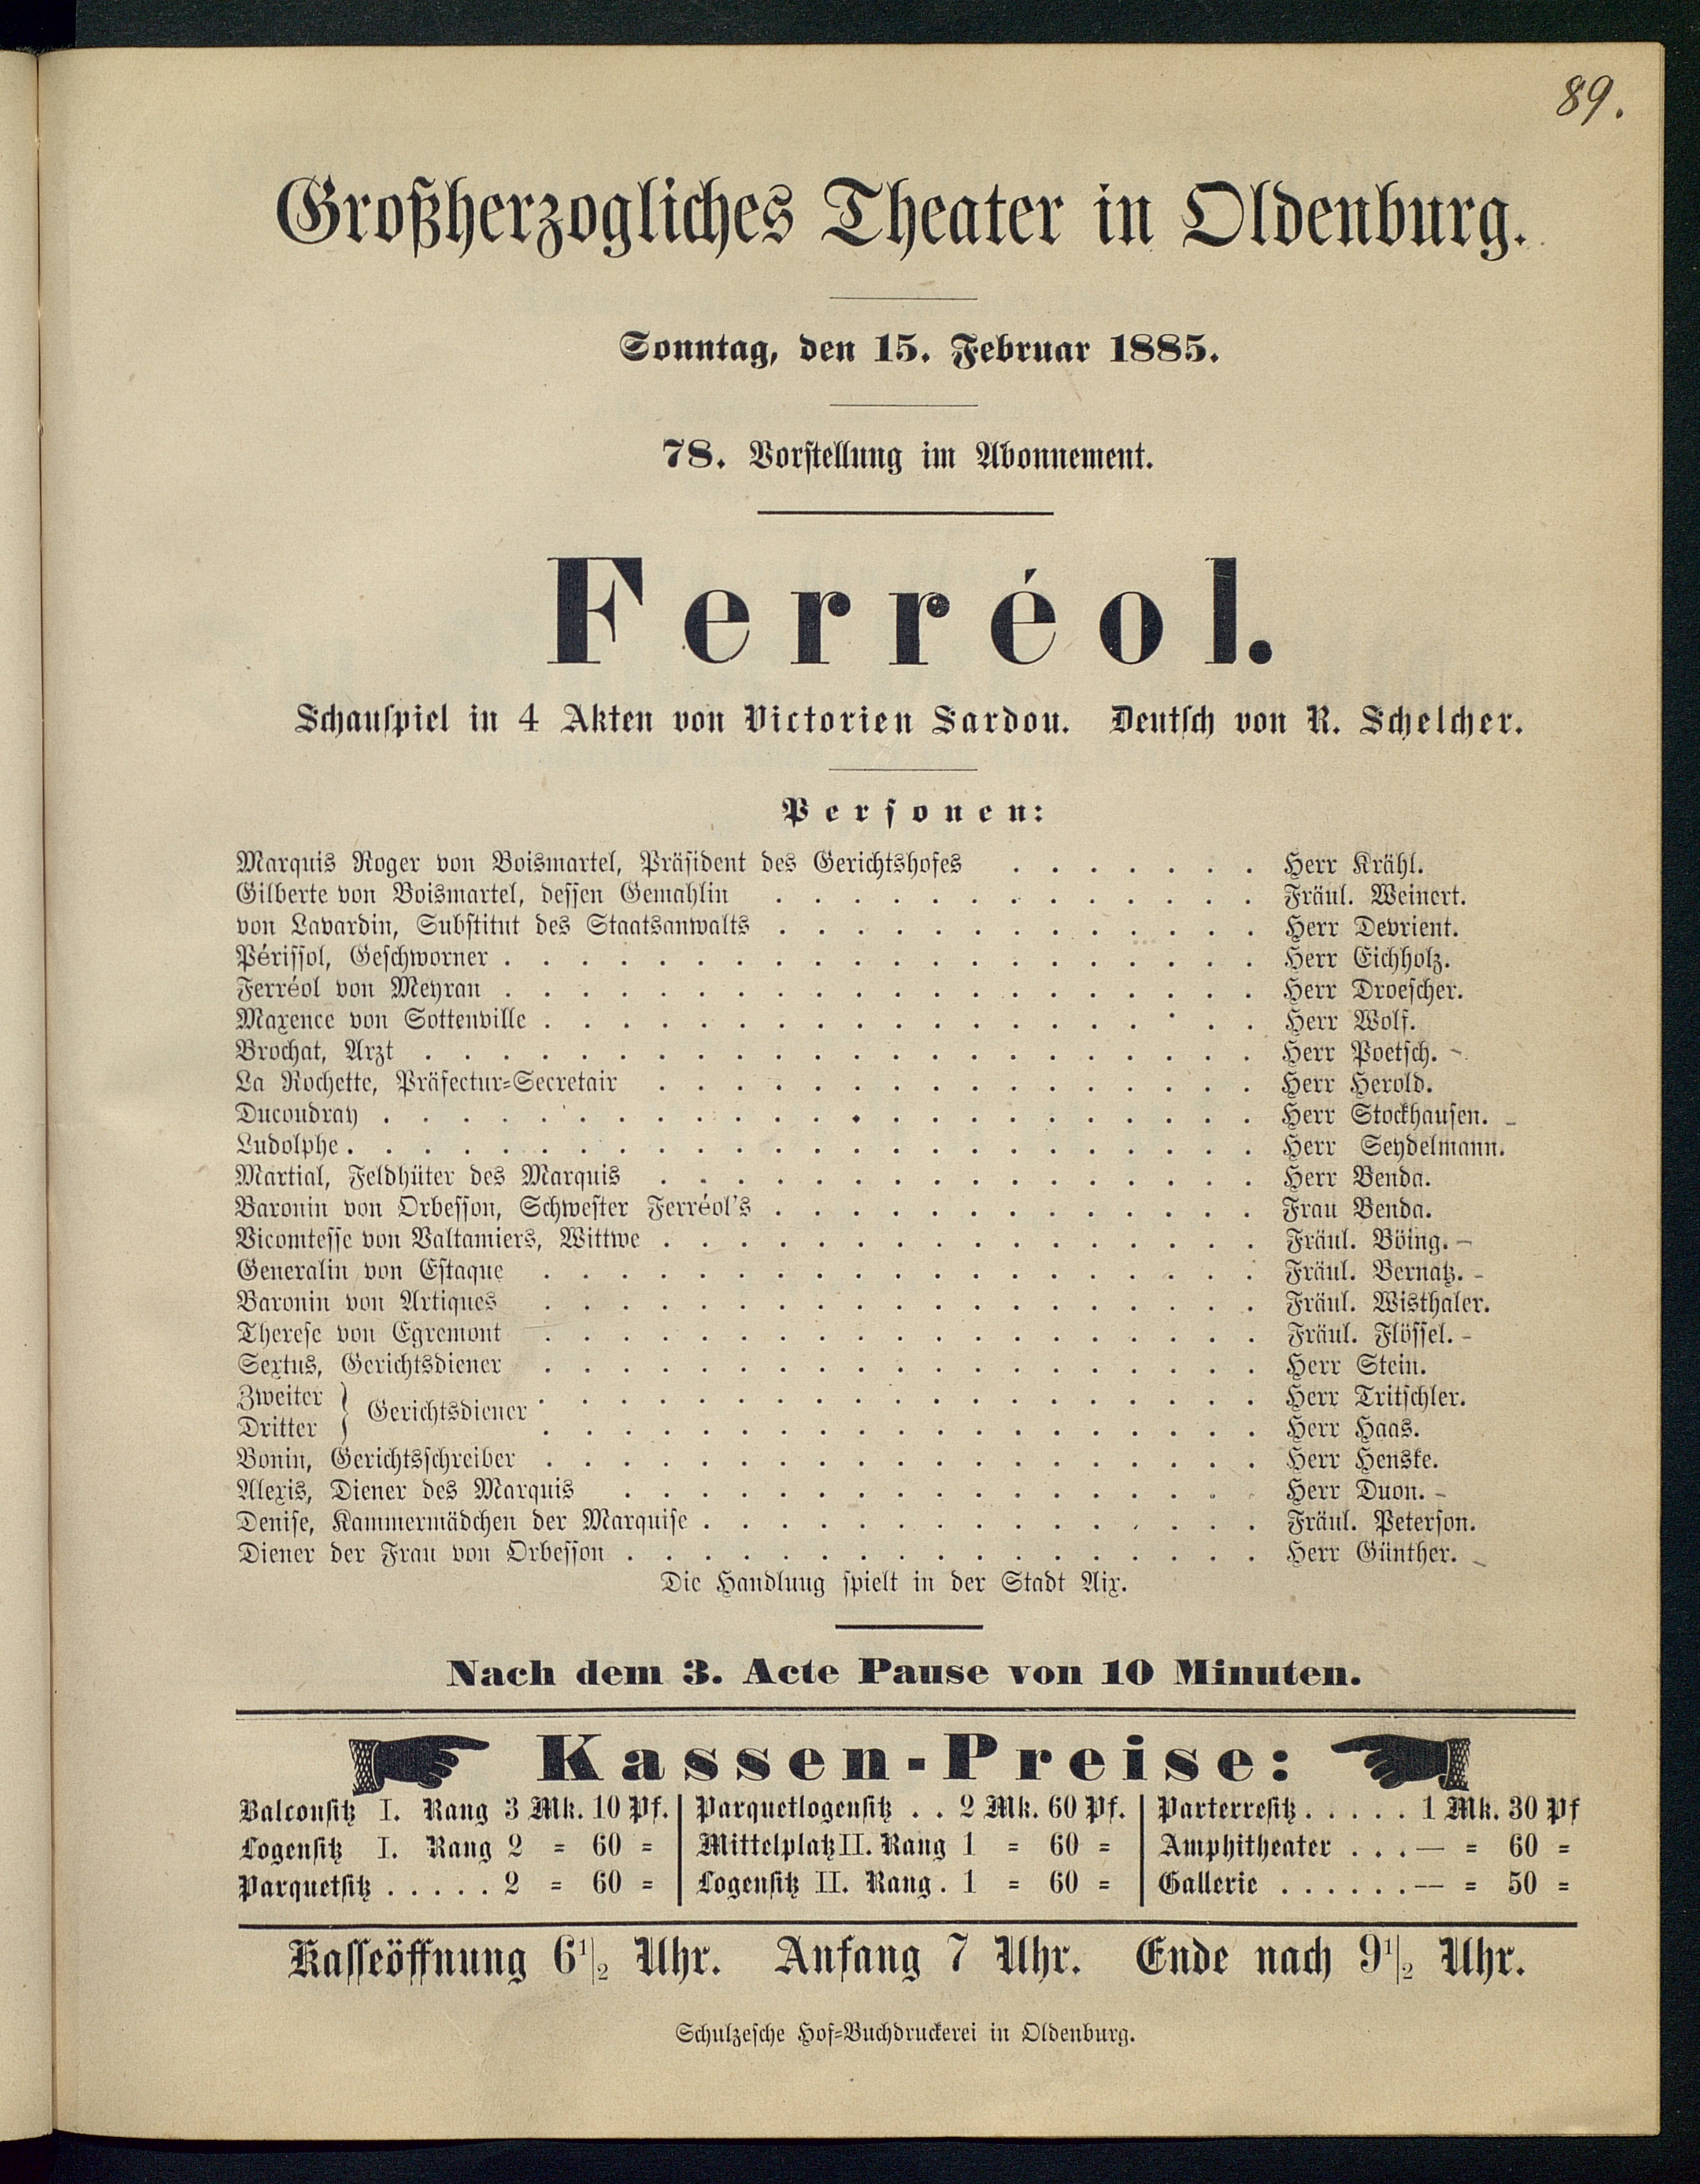 89.
Großherzogliches Theater in Oldenburg.
Sonntag, den 15. Februar 1885.
78. Vorstellung im Abonnement.
Ferréol.
Schauspiel in 4 Akten von Victorien Sardou. Deutsch von R. Schelcher.
Personen:
Marquis Roger von Boismartel, Präsident des Gerichtshofes . . . . . . . Herr Krähl.
Gilberte von Boismartel, dessen Gemahlin . . . . . . . . . . . . . Fräul. Weinert.
von Lavardin, Substitut des Staatsanwalts . . . . . . . . . . . . . Herr Devrient.
Périssol, Geschworner . . . . . . . . . . . . . . . . . . . . Herr Eichholz.
Ferréol von Meyran . . . . . . . . . . . . . . . . . . . . Herr Droescher.
Maxence von Sottenville . . . . . . . . . . . . . . . . . . . Herr Wolf.
Brochat, Arzt . . . . . . . . . . . . . . . . . . . . . . Herr Poetsch.
La Rochette, Präfectur-Secretair . . . . . . . . . . . . . . . . Herr Herold.
Ducoudray . . . . . . . . . . . . . . . . . . . . . . . Herr Stockhausen.
Ludolphe . . . . . . . . . . . . . . . . . . . . . . . . Herr Seydelmann.
Martial, Feldhüter des Marquis . . . . . . . . . . . . . . . . Herr Benda.
Baronin von Orbesson, Schwester Ferréol's . . . . . . . . . . . . . Frau Benda.
Vicomtesse von Valtamiers, Wittwe . . . . . . . . . . . . . . . . Fräul. Böing.
Generalin von Estaque . . . . . . . . . . . . . . . . . . . Fräul. Bernatz.
Baronin von Artiques . . . . . . . . . . . . . . . . . . . Fräul. Wisthaler.
Therese von Egremont . . . . . . . . . . . . . . . . . . . Fräul. Flössel.
Sextus, Gerichtsdiener . . . . . . . . . . . . . . . . . . . Herr Stein.
Zweiter } Gerichtsdiener . . . . . . . . . . . . . . . . . . . Herr Tritschler.
Dritter } . . . . . . . . . . . . . . . . . . . Herr Haas.
Bonin, Gerichtsschreiber . . . . . . . . . . . . . . . . . . . Herr Henske.
Alexis, Diener des Marquis . . . . . . . . . . . . . . . . . Herr Duon.
Denise, Kammermädchen der Marquise . . . . . . . . . . . . . . . Fräul. Peterson.
Diener der Frau von Orbesson . . . . . . . . . . . . . . . . . Herr Günther.
Die Handlung spielt in der Stadt Aix.
Nach dem 3. Acte Pause von 10 Minuten.
Kassen-Preise:
Balconsitz I. Rang 3 Mk. 10 Pf. | Parquetlogensitz . . 2 Mk. 60 Pf. | Parterresitz . . . . . 1 Mk. 30 Pf
Logensitz I. Rang 2 = 60 = | Mittelplatz II. Rang 1 = 60 = | Amphitheater . . . — = 60 =
Parquetsitz . . . . . 2 = 60 = | Logensitz II. Rang . 1 = 60 = | Gallerie . . . . . . — = 50 =
Kasseöffnung 6 1/2 Uhr. Anfang 7 Uhr. Ende nach 9 1/2 Uhr.
Schulzesche Hof-Buchdruckerei in Oldenburg.